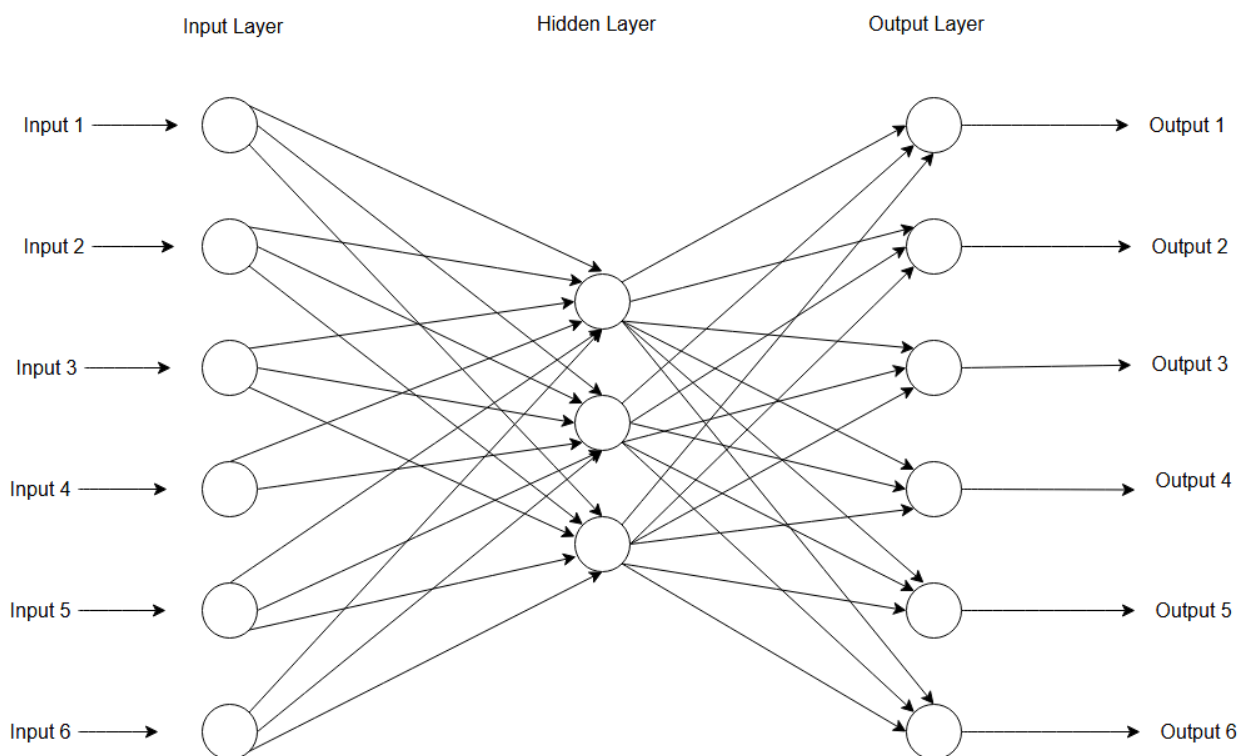 Input Layer
Hidden Layer
Output Layer
Input 1
Output 1
Input 2
Output 2
Input 3
Output 3
Input 4
Output 4
Input 5
Output 5
Input 6
Output 6